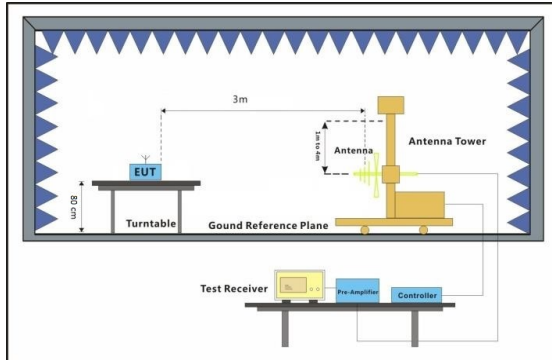 3m
1m to 4m
Antenna
Antenna Tower
EUT
80 cm
Turntable
Gound Reference Plane
Test Receiver
Pre-Amplifier
Controller